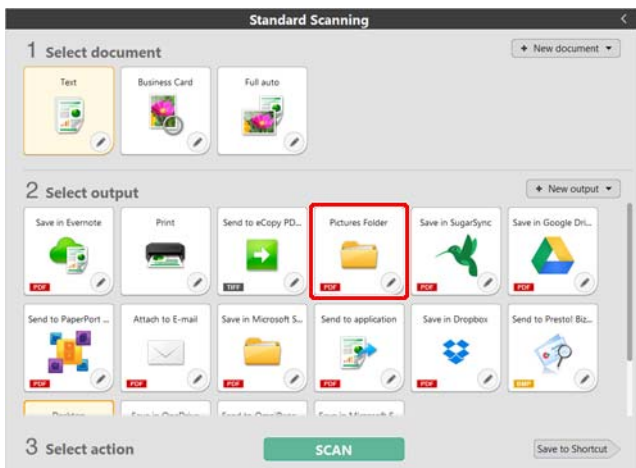 Standard Scanning
1 Select document
+ New document
Text
Business Card
Full auto
2 Select output
+ New output
Save in Evernote
Print
Send to eCopy PD...
Pictures Folder
Save in SugarSync
Save in Google Dri...
PDF
TIFF
PDF
PDF
PDF
Send to PaperPort ...
Attach to E-mail
Save in Microsoft S...
Send to application
Save in Dropbox
Send to Presto! Biz...
PDF
PDF
PDF
PDF
PDF
BMP
3 Select action
SCAN
Save to Shortcut